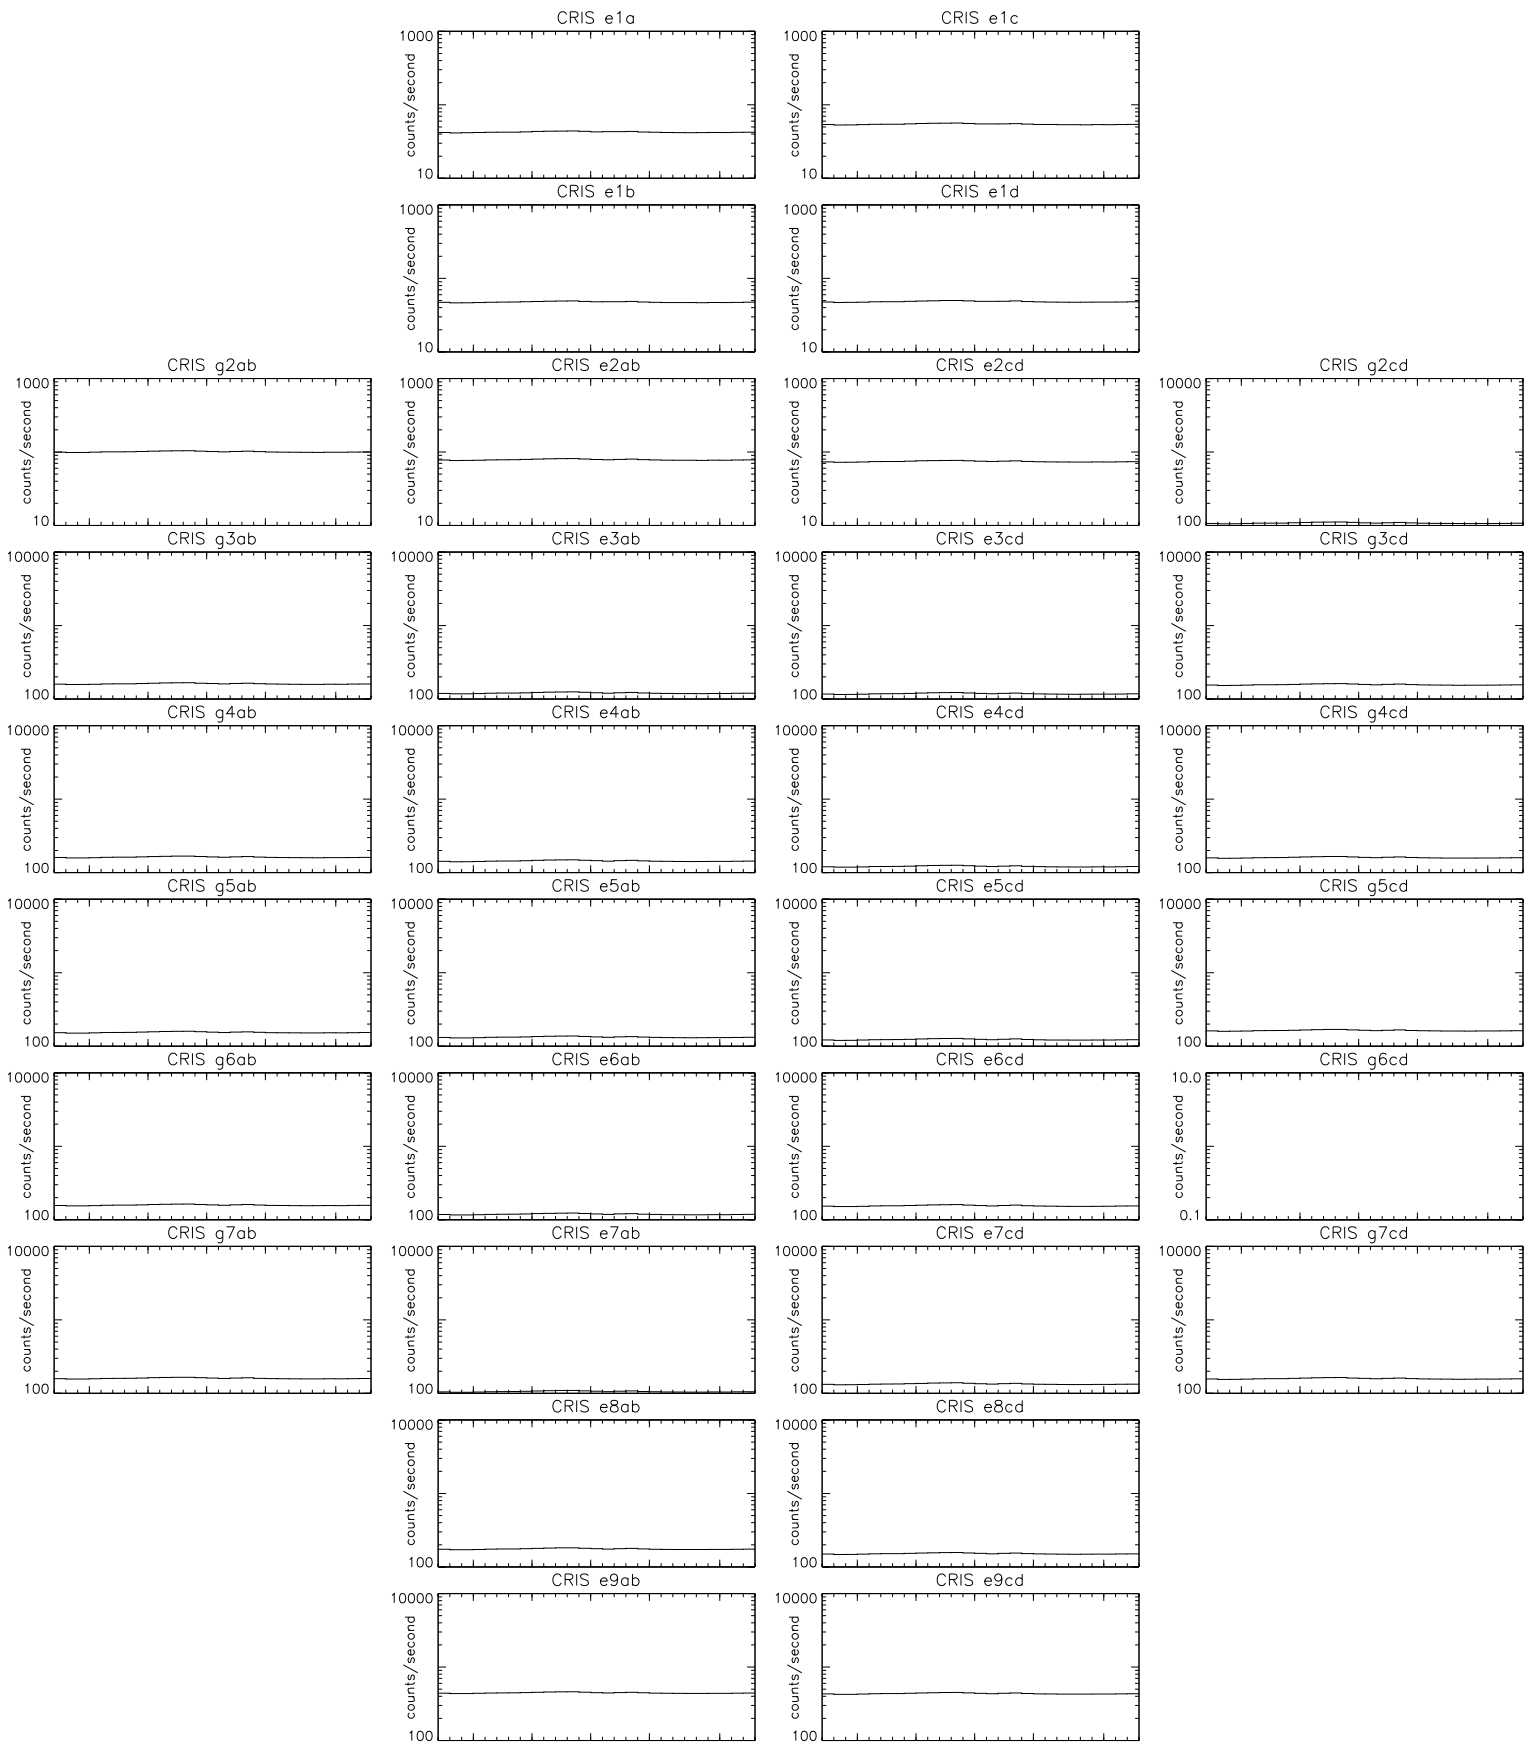 CRIS e1a
1000
counts/second
10
CRIS e1c
1000
counts/second
10
CRIS e1b
1000
counts/second
10
CRIS e1d
1000
counts/second
10
CRIS g2ab
1000
counts/second
10
CRIS e2ab
1000
counts/second
10
CRIS e2cd
1000
counts/second
10
CRIS g2cd
10000
counts/second
100
CRIS g3ab
10000
counts/second
100
CRIS e3ab
10000
counts/second
100
CRIS e3cd
10000
counts/second
100
CRIS g3cd
10000
counts/second
100
CRIS g4ab
10000
counts/second
100
CRIS e4ab
10000
counts/second
100
CRIS e4cd
10000
counts/second
100
CRIS g4cd
10000
counts/second
100
CRIS g5ab
10000
counts/second
100
CRIS e5ab
10000
counts/second
100
CRIS e5cd
10000
counts/second
100
CRIS g5cd
10000
counts/second
100
CRIS g6ab
10000
counts/second
100
CRIS e6ab
10000
counts/second
100
CRIS e6cd
10000
counts/second
100
CRIS g6cd
10.0
counts/second
0.1
CRIS g7ab
10000
counts/second
100
CRIS e7ab
10000
counts/second
100
CRIS e7cd
10000
counts/second
100
CRIS g7cd
10000
counts/second
100
CRIS e8ab
10000
counts/second
100
CRIS e8cd
10000
counts/second
100
CRIS e9ab
10000
counts/second
100
CRIS e9cd
10000
counts/second
100